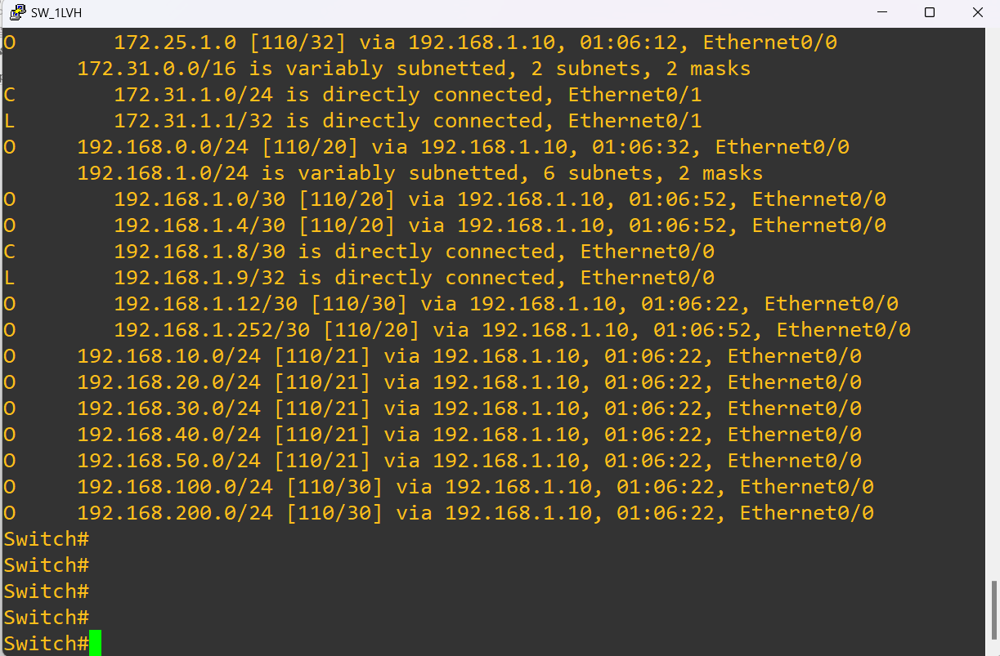 SW_1LVH
O        172.25.1.0 [110/32] via 192.168.1.10, 01:06:12, Ethernet0/0
      172.31.0.0/16 is variably subnetted, 2 subnets, 2 masks
C        172.31.1.0/24 is directly connected, Ethernet0/1
L        172.31.1.1/32 is directly connected, Ethernet0/1
O     192.168.0.0/24 [110/20] via 192.168.1.10, 01:06:32, Ethernet0/0
      192.168.1.0/24 is variably subnetted, 6 subnets, 2 masks
O        192.168.1.0/30 [110/20] via 192.168.1.10, 01:06:52, Ethernet0/0
O        192.168.1.4/30 [110/20] via 192.168.1.10, 01:06:52, Ethernet0/0
C        192.168.1.8/30 is directly connected, Ethernet0/0
L        192.168.1.9/32 is directly connected, Ethernet0/0
O        192.168.1.12/30 [110/30] via 192.168.1.10, 01:06:22, Ethernet0/0
O        192.168.1.252/30 [110/20] via 192.168.1.10, 01:06:52, Ethernet0/0
O     192.168.10.0/24 [110/21] via 192.168.1.10, 01:06:22, Ethernet0/0
O     192.168.20.0/24 [110/21] via 192.168.1.10, 01:06:22, Ethernet0/0
O     192.168.30.0/24 [110/21] via 192.168.1.10, 01:06:22, Ethernet0/0
O     192.168.40.0/24 [110/21] via 192.168.1.10, 01:06:22, Ethernet0/0
O     192.168.50.0/24 [110/21] via 192.168.1.10, 01:06:22, Ethernet0/0
O     192.168.100.0/24 [110/30] via 192.168.1.10, 01:06:22, Ethernet0/0
O     192.168.200.0/24 [110/30] via 192.168.1.10, 01:06:22, Ethernet0/0
Switch#
Switch#
Switch#
Switch#
Switch#